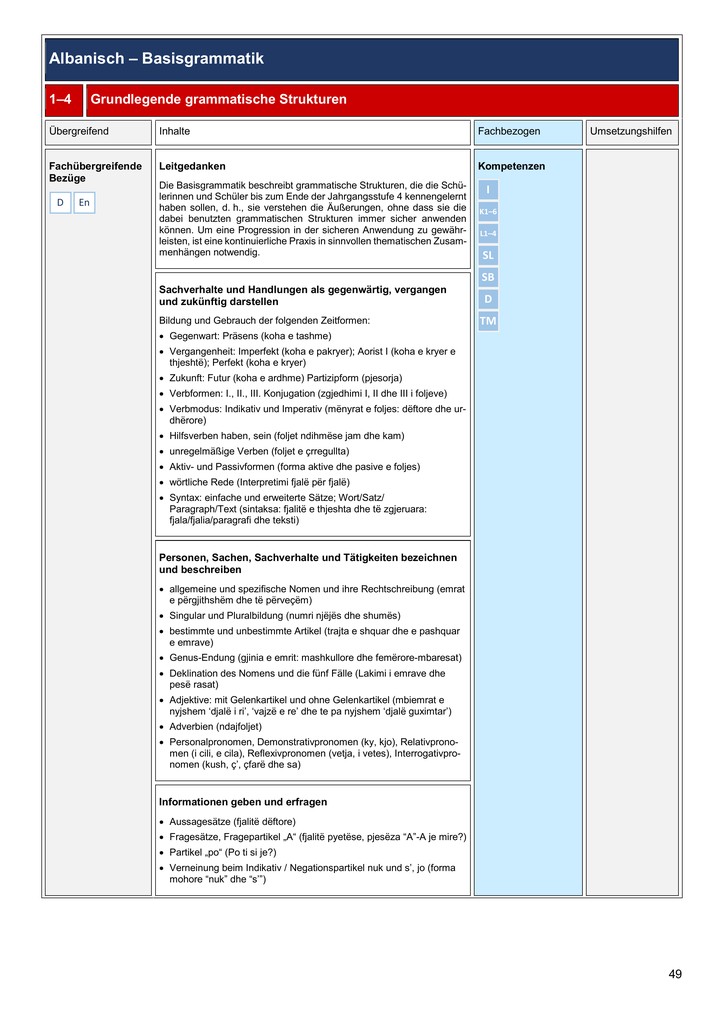 Albanisch – Basisgrammatik
1–4 Grundlegende grammatische Strukturen
Übergreifend
Inhalte
Fachbezogen
Umsetzungshilfen
Fachübergreifende
Bezüge
D En
Leitgedanken
Die Basisgrammatik beschreibt grammatische Strukturen, die die Schü-
lerinnen und Schüler bis zum Ende der Jahrgangsstufe 4 kennengelernt
haben sollen, d. h., sie verstehen die Äußerungen, ohne dass sie die
dabei benutzten grammatischen Strukturen immer sicher anwenden
können. Um eine Progression in der sicheren Anwendung zu gewähr-
leisten, ist eine kontinuierliche Praxis in sinnvollen thematischen Zusam-
menhängen notwendig.
Sachverhalte und Handlungen als gegenwärtig, vergangen
und zukünftig darstellen
Bildung und Gebrauch der folgenden Zeitformen:
• Gegenwart: Präsens (koha e tashme)
• Vergangenheit: Imperfekt (koha e pakryer); Aorist I (koha e kryer e
thjeshtë); Perfekt (koha e kryer)
• Zukunft: Futur (koha e ardhme) Partizipform (pjesorja)
• Verbformen: I., II., III. Konjugation (zgjedhimi I, II dhe III i foljeve)
• Verbmodus: Indikativ und Imperativ (mënyrat e foljes: dëftore dhe ur-
dhërore)
• Hilfsverben haben, sein (foljet ndihmëse jam dhe kam)
• unregelmäßige Verben (foljet e çrregullta)
• Aktiv- und Passivformen (forma aktive dhe pasive e foljes)
• wörtliche Rede (Interpretimi fjalë për fjalë)
• Syntax: einfache und erweiterte Sätze; Wort/Satz/
Paragraph/Text (sintaksa: fjalitë e thjeshta dhe të zgjeruara:
fjala/fjalia/paragrafi dhe teksti)
Personen, Sachen, Sachverhalte und Tätigkeiten bezeichnen
und beschreiben
• allgemeine und spezifische Nomen und ihre Rechtschreibung (emrat
e përgjithshëm dhe të përveçëm)
• Singular und Pluralbildung (numri njëjës dhe shumës)
• bestimmte und unbestimmte Artikel (trajta e shquar dhe e pashquar
e emrave)
• Genus-Endung (gjinia e emrit: mashkullore dhe femërore-mbaresat)
• Deklination des Nomens und die fünf Fälle (Lakimi i emrave dhe
pesë rasat)
• Adjektive: mit Gelenkartikel und ohne Gelenkartikel (mbiemrat e
nyjshem ‘djalë i ri’, ‘vajzë e re’ dhe te pa nyjshem ‘djalë guximtar’)
• Adverbien (ndajfoljet)
• Personalpronomen, Demonstrativpronomen (ky, kjo), Relativprono-
men (i cili, e cila), Reflexivpronomen (vetja, i vetes), Interrogativpro-
nomen (kush, ç’, çfarë dhe sa)
Informationen geben und erfragen
• Aussagesätze (fjalitë dëftore)
• Fragesätze, Fragepartikel „A“ (fjalitë pyetëse, pjesëza “A”-A je mire?)
• Partikel „po“ (Po ti si je?)
• Verneinung beim Indikativ / Negationspartikel nuk und s’, jo (forma
mohore “nuk” dhe “s’”)
Kompetenzen
I
K1–6
L1–4
SL
SB
D
TM
49